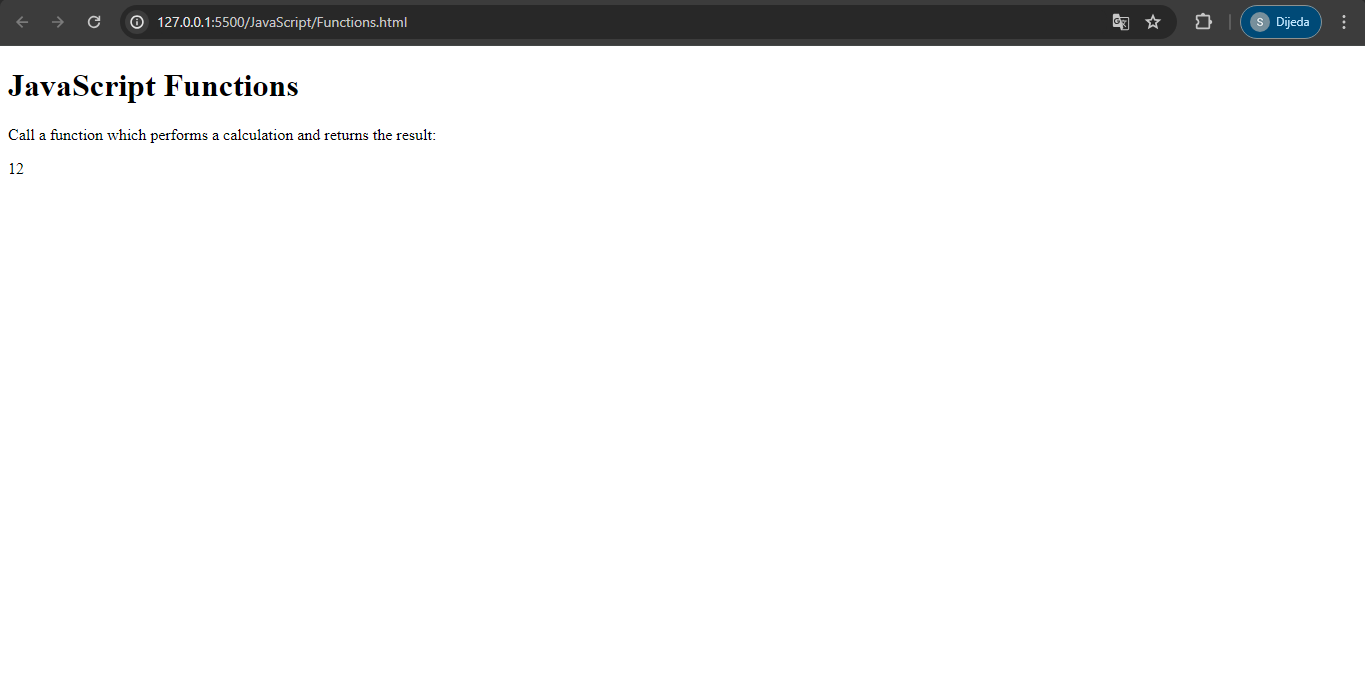 127.0.0.1:5500/JavaScript/Functions.html
S Dijeda
JavaScript Functions
Call a function which performs a calculation and returns the result:
12